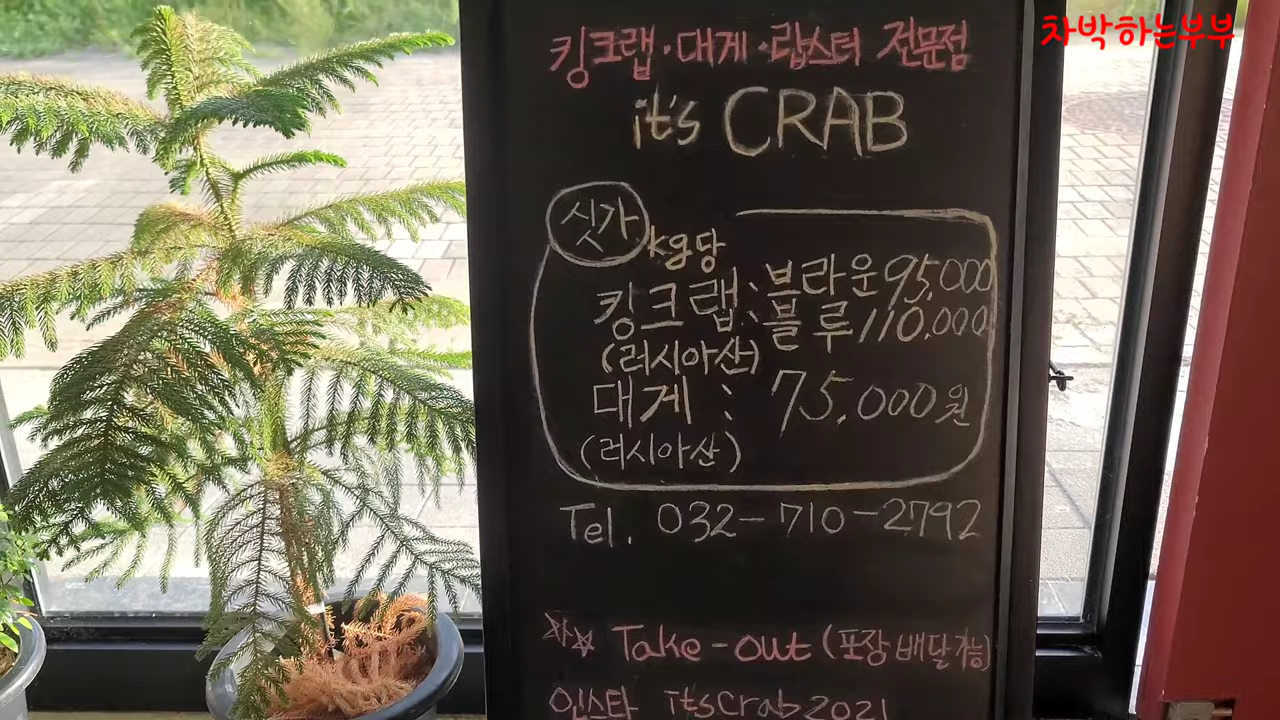 차박하는부부
킹크랩·대게·랍스터 전문점
it's CRAB
싯가
kg당
킹크랩:브라운 95,000
:블루 110,000
(러시아산)
대게 : 75,000원
(러시아산)
Tel. 032-710-2792
☆☆ Take-out (포장 배달 가능)
인스타 itscrab2021